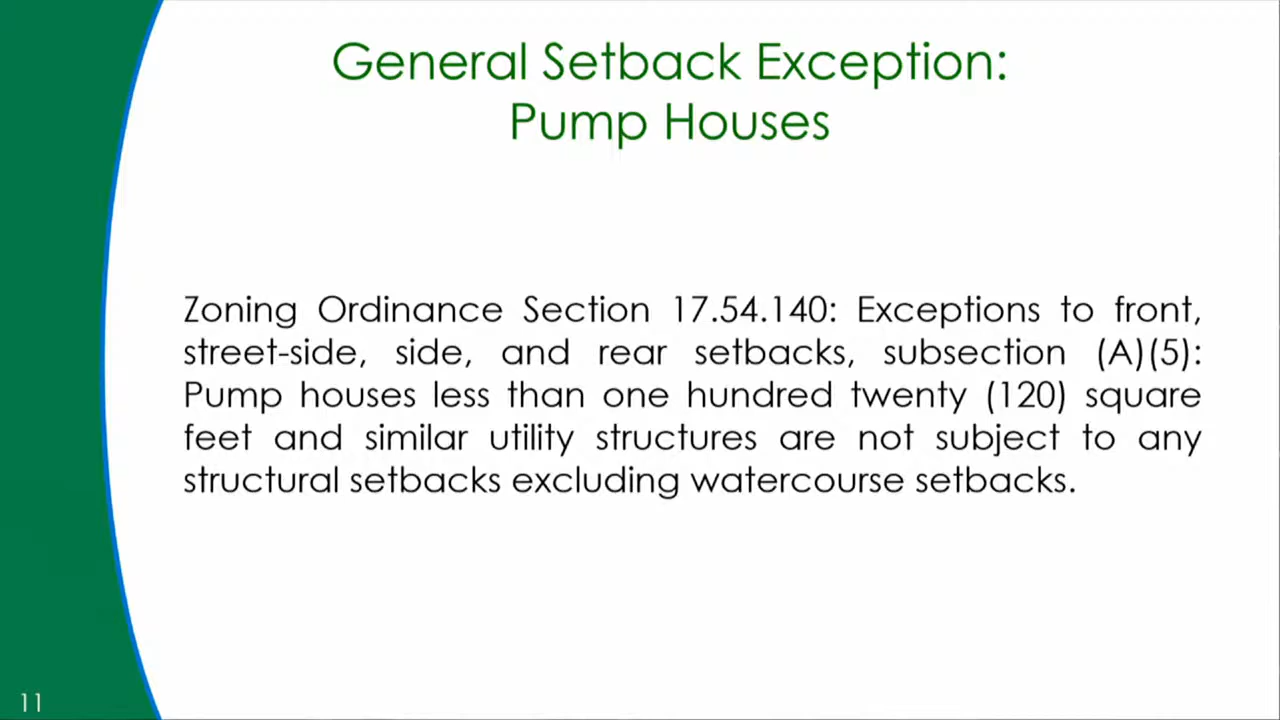 General Setback Exception:
Pump Houses
Zoning Ordinance Section 17.54.140: Exceptions to front,
street-side, side, and rear setbacks, subsection (A)(5):
Pump houses less than one hundred twenty (120) square
feet and similar utility structures are not subject to any
structural setbacks excluding watercourse setbacks.
11